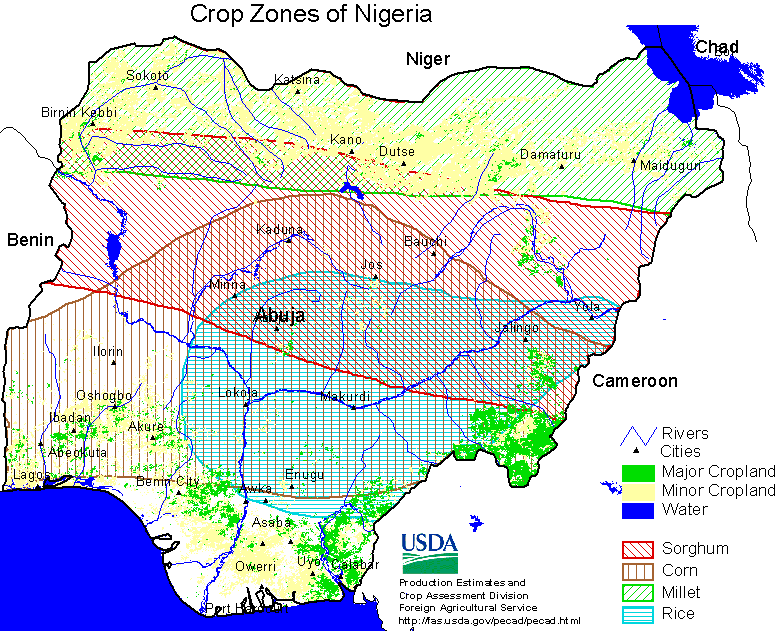 Crop Zones of Nigeria
Niger
Chad
Sokoto
Katsina
Birnin Kebbi
Kano
Dutse
Damaturu
Maidugun
Benin
Kaduna
Bauchi
Jos
Minna
Abuja
Yola
Jalingo
Ilorin
Cameroon
Oshogbo
Lokoja
Makurdi
Ibadan
Akure
Abeokuta
Lagos
Benin City
Enugu
Awka
Asaba
Owerri
Uyo
Calabar
Port Harcourt
Rivers
Cities
Major Cropland
Minor Cropland
Water
Sorghum
Corn
Millet
Rice
USDA
Production Estimates and
Crop Assessment Division
Foreign Agricultural Service
http://fas.usda.gov/pecad/pecad.html